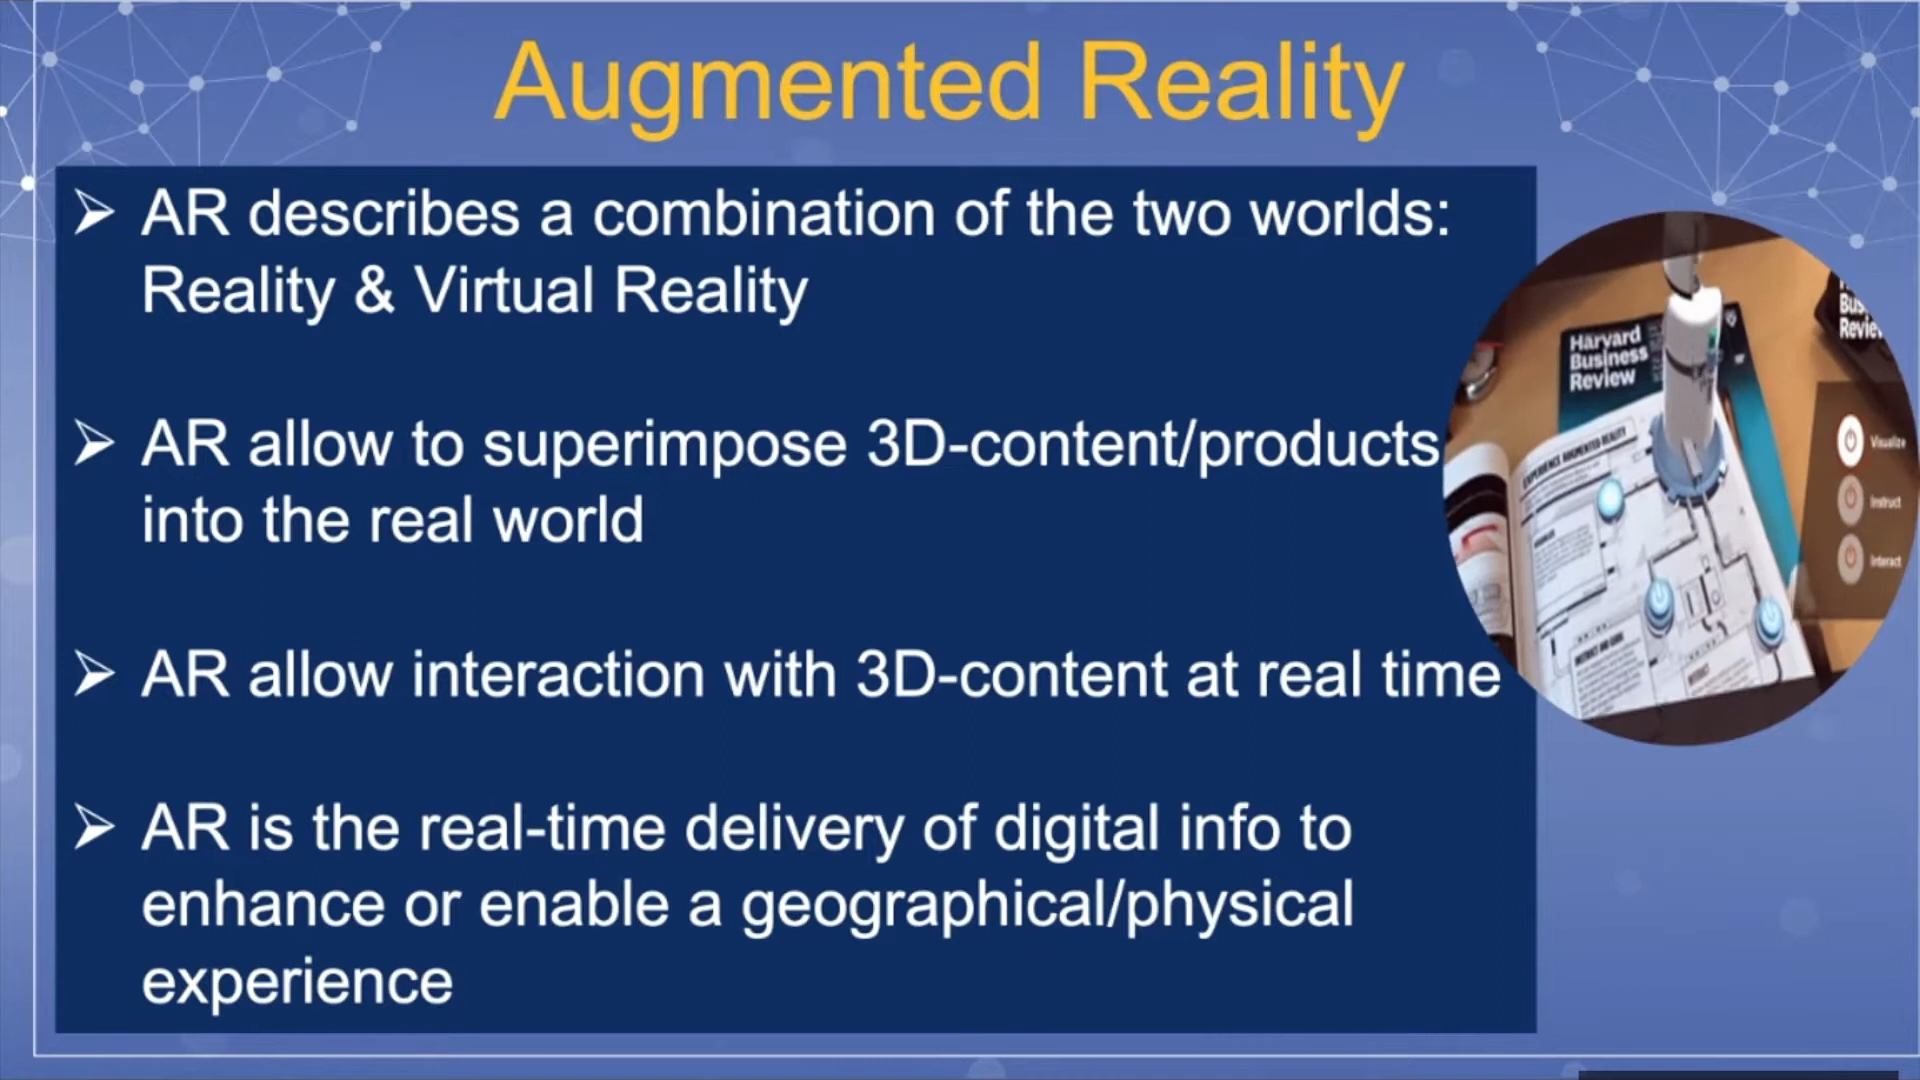 Augmented Reality
➢ AR describes a combination of the two worlds:
Reality & Virtual Reality
➢ AR allow to superimpose 3D-content/products
into the real world
➢ AR allow interaction with 3D-content at real time
➢ AR is the real-time delivery of digital info to
enhance or enable a geographical/physical
experience
Harvard
Business
Review
EXPERIENCE AUGMENTED REALITY
Visualize
Instruct
Interact